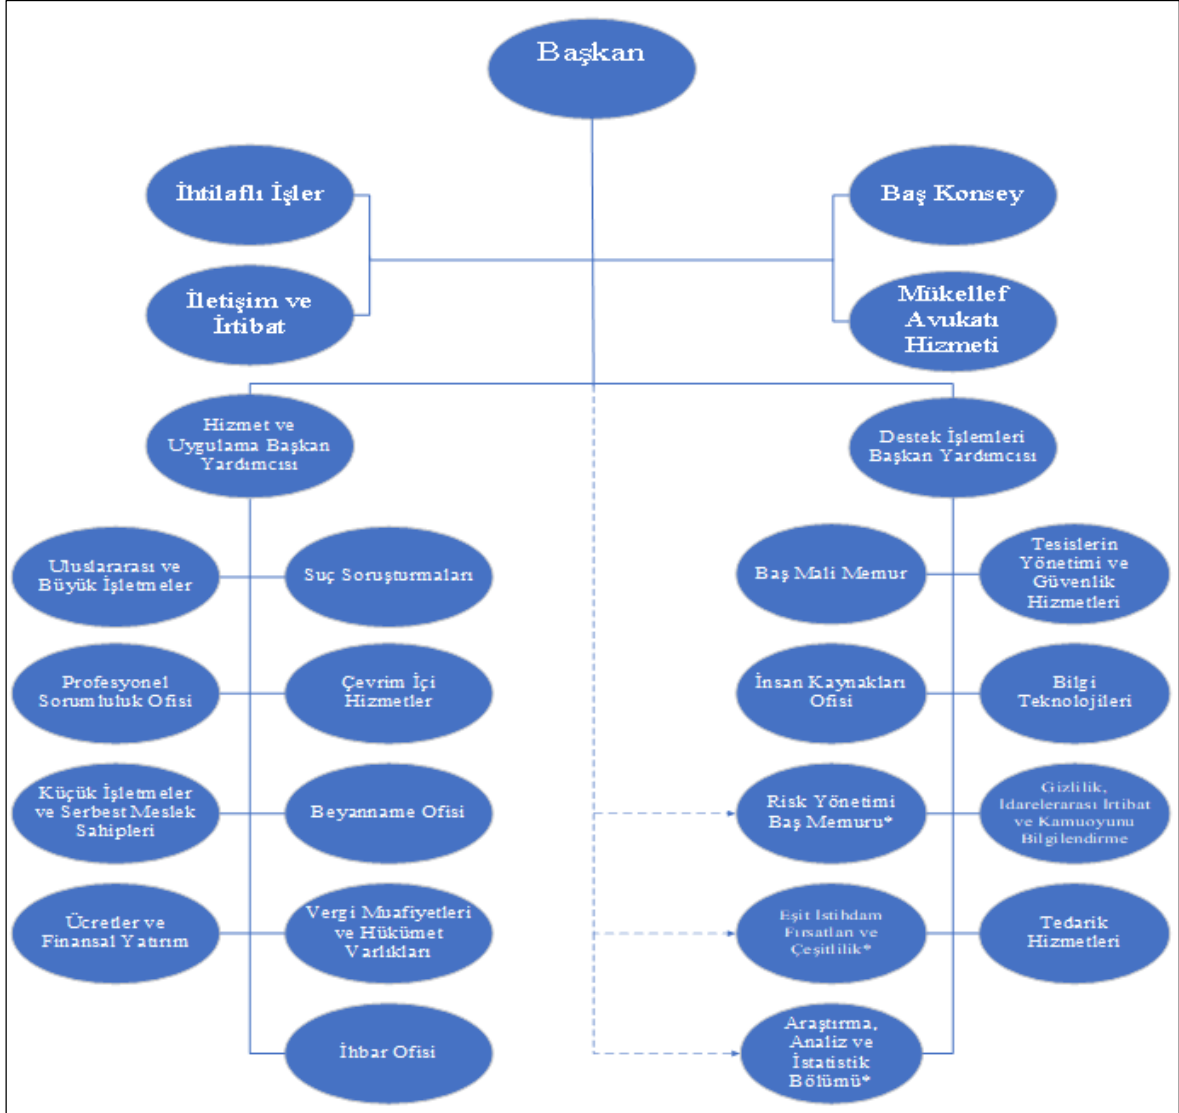 Başkan
İhtilaflı İşler
Baş Konsey
İletişim ve
İrtibat
Mükellef
Avukatı
Hizmeti
Hizmet ve
Uygulama Başkan
Yardımcısı
Destek İşlemleri
Başkan Yardımcısı
Uluslararası ve
Büyük İşletmeler
Suç Soruşturmaları
Baş Mali Memur
Tesislerin
Yönetimi ve
Güvenlik
Hizmetleri
Profesyonel
Sorumluluk Ofisi
Çevrim İçi
Hizmetler
İnsan Kaynakları
Ofisi
Bilgi
Teknolojileri
Küçük İşletmeler
ve Serbest Meslek
Sahipleri
Beyanname Ofisi
Risk Yönetimi
Baş Memuru*
Gizlilik,
İdarelerarası İrtibat
ve Kamuoyunu
Bilgilendirme
Ücretler ve
Finansal Yatırım
Vergi Muafiyetleri
ve Hükümet
Varlıkları
Eşit İstihdam
Fırsatları ve
Çeşitlilik*
Tedarik
Hizmetleri
İhbar Ofisi
Araştırma,
Analiz ve
İstatistik
Bölümü*